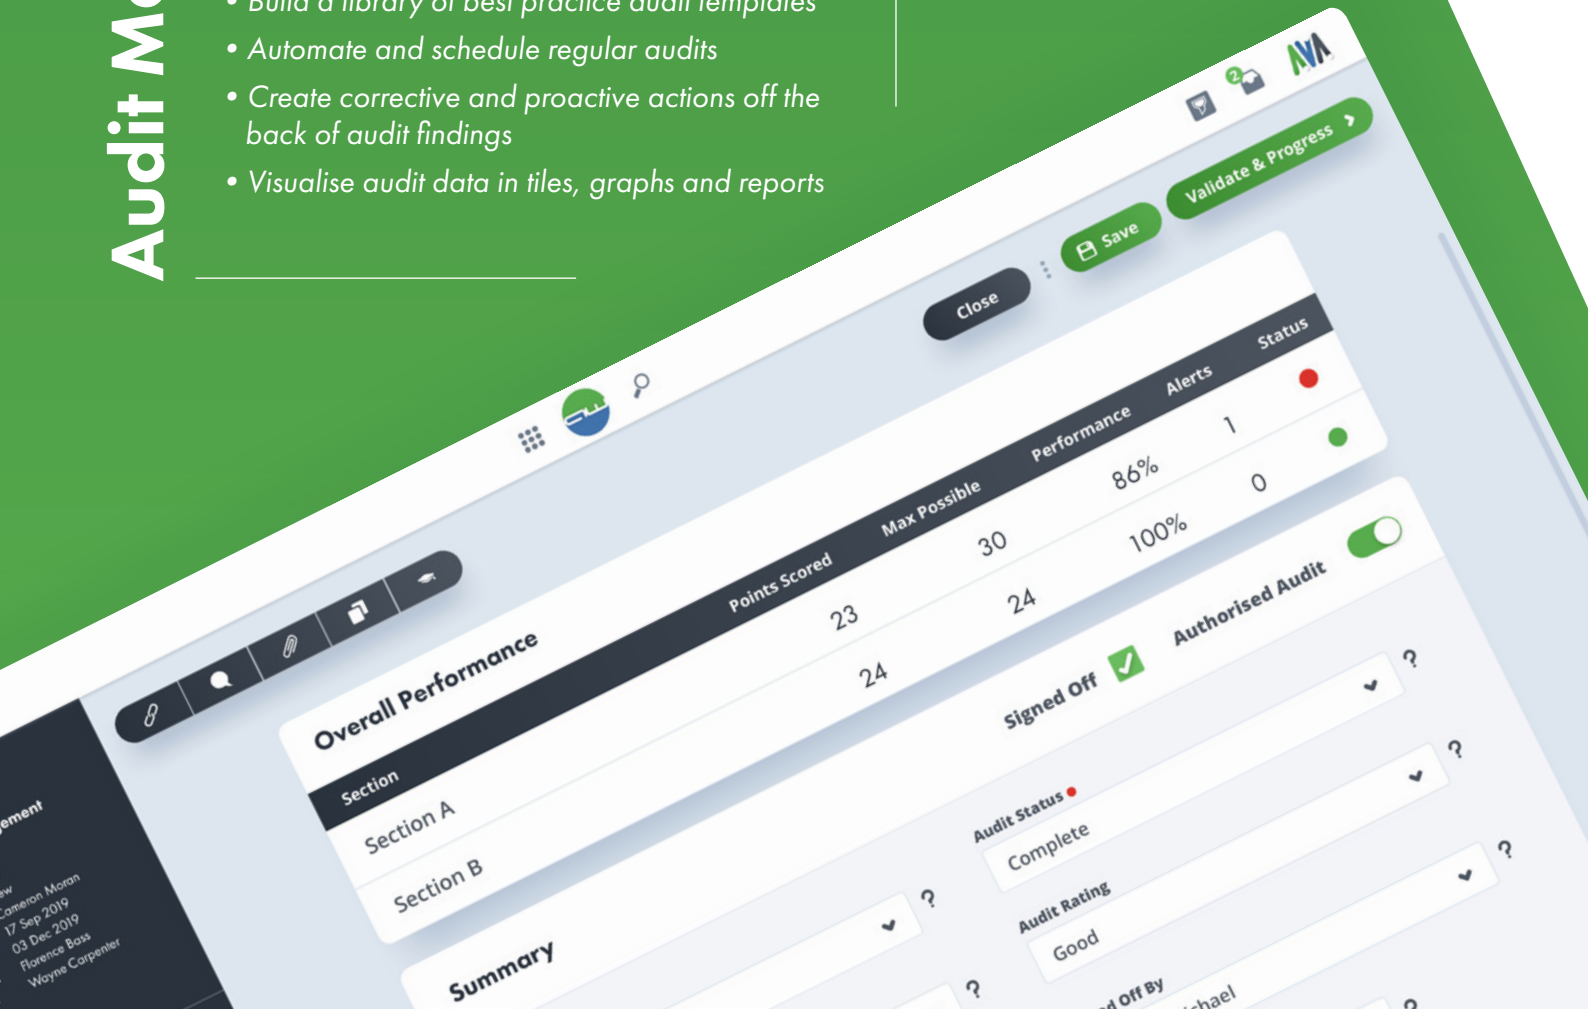 Audit
• Build a library of best practice audit templates
• Automate and schedule regular audits
• Create corrective and proactive actions off the
back of audit findings
• Visualise audit data in tiles, graphs and reports
2
Close
Save
Validate & Progress
Overall Performance
Section Points Scored Max Possible Performance Alerts Status
Section A 23 30 86% 1
Section B 24 24 100% 0
Summary
Signed Off
Authorised Audit
Audit Status
Complete
?
Audit Rating
Good
?
Off By
?
?
?
?
Cameron Moran
17 Sep 2019
03 Dec 2019
Florence Bass
Wayne Carpenter